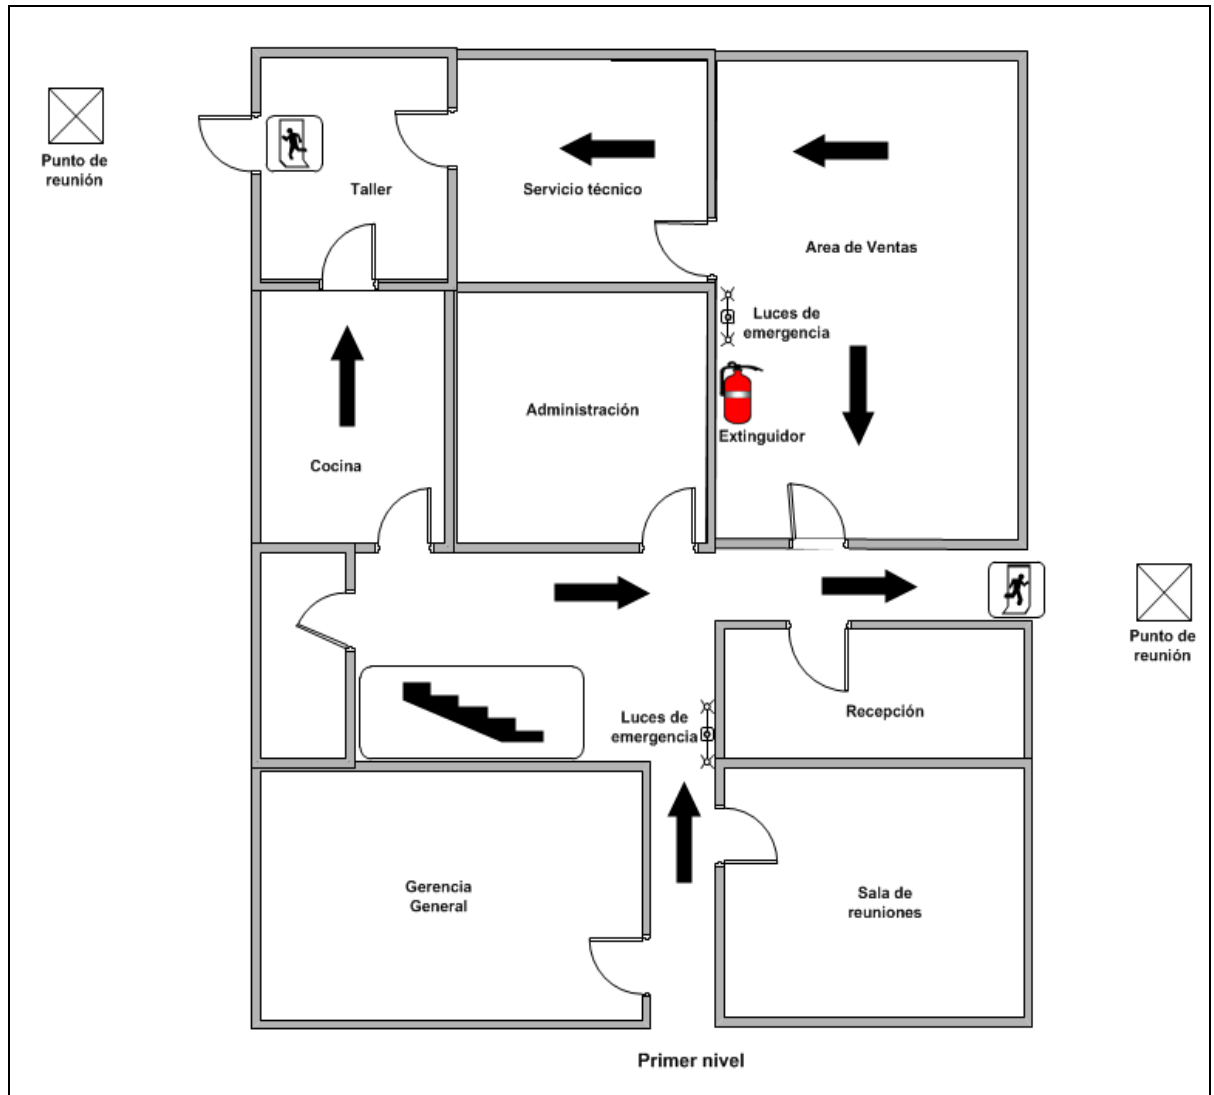 Punto de
reunión
Taller
Servicio técnico
Area de Ventas
Luces de
emergencia
Administración
Extinguidor
Cocina
Punto de
reunión
Recepción
Luces de
emergencia
Gerencia
General
Sala de
reuniones
Primer nivel